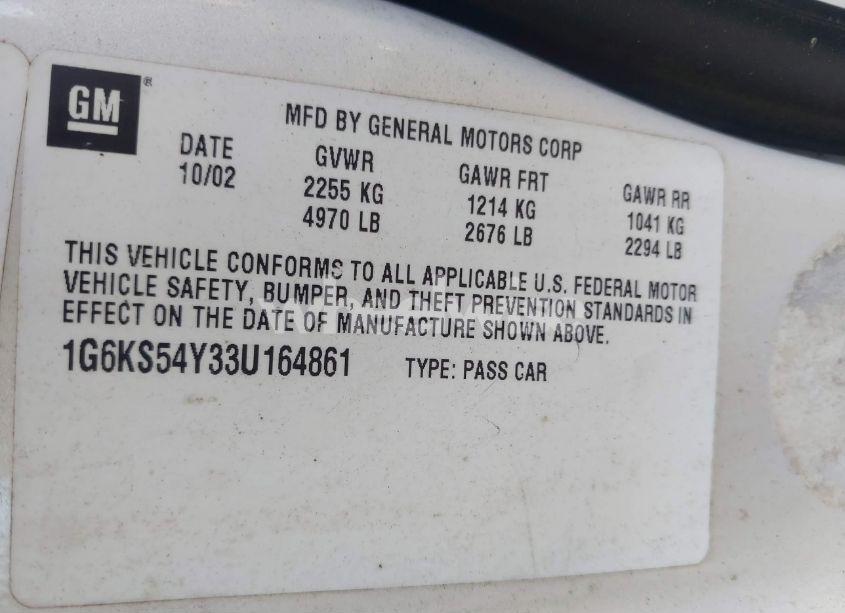 GM ®
MFD BY GENERAL MOTORS CORP
DATE GVWR GAWR FRT GAWR RR
10/02 2255 KG 1214 KG 1041 KG
4970 LB 2676 LB 2294 LB
THIS VEHICLE CONFORMS TO ALL APPLICABLE U.S. FEDERAL MOTOR
VEHICLE SAFETY, BUMPER, AND THEFT PREVENTION STANDARDS IN
EFFECT ON THE DATE OF MANUFACTURE SHOWN ABOVE.
1G6KS54Y33U164861 TYPE: PASS CAR